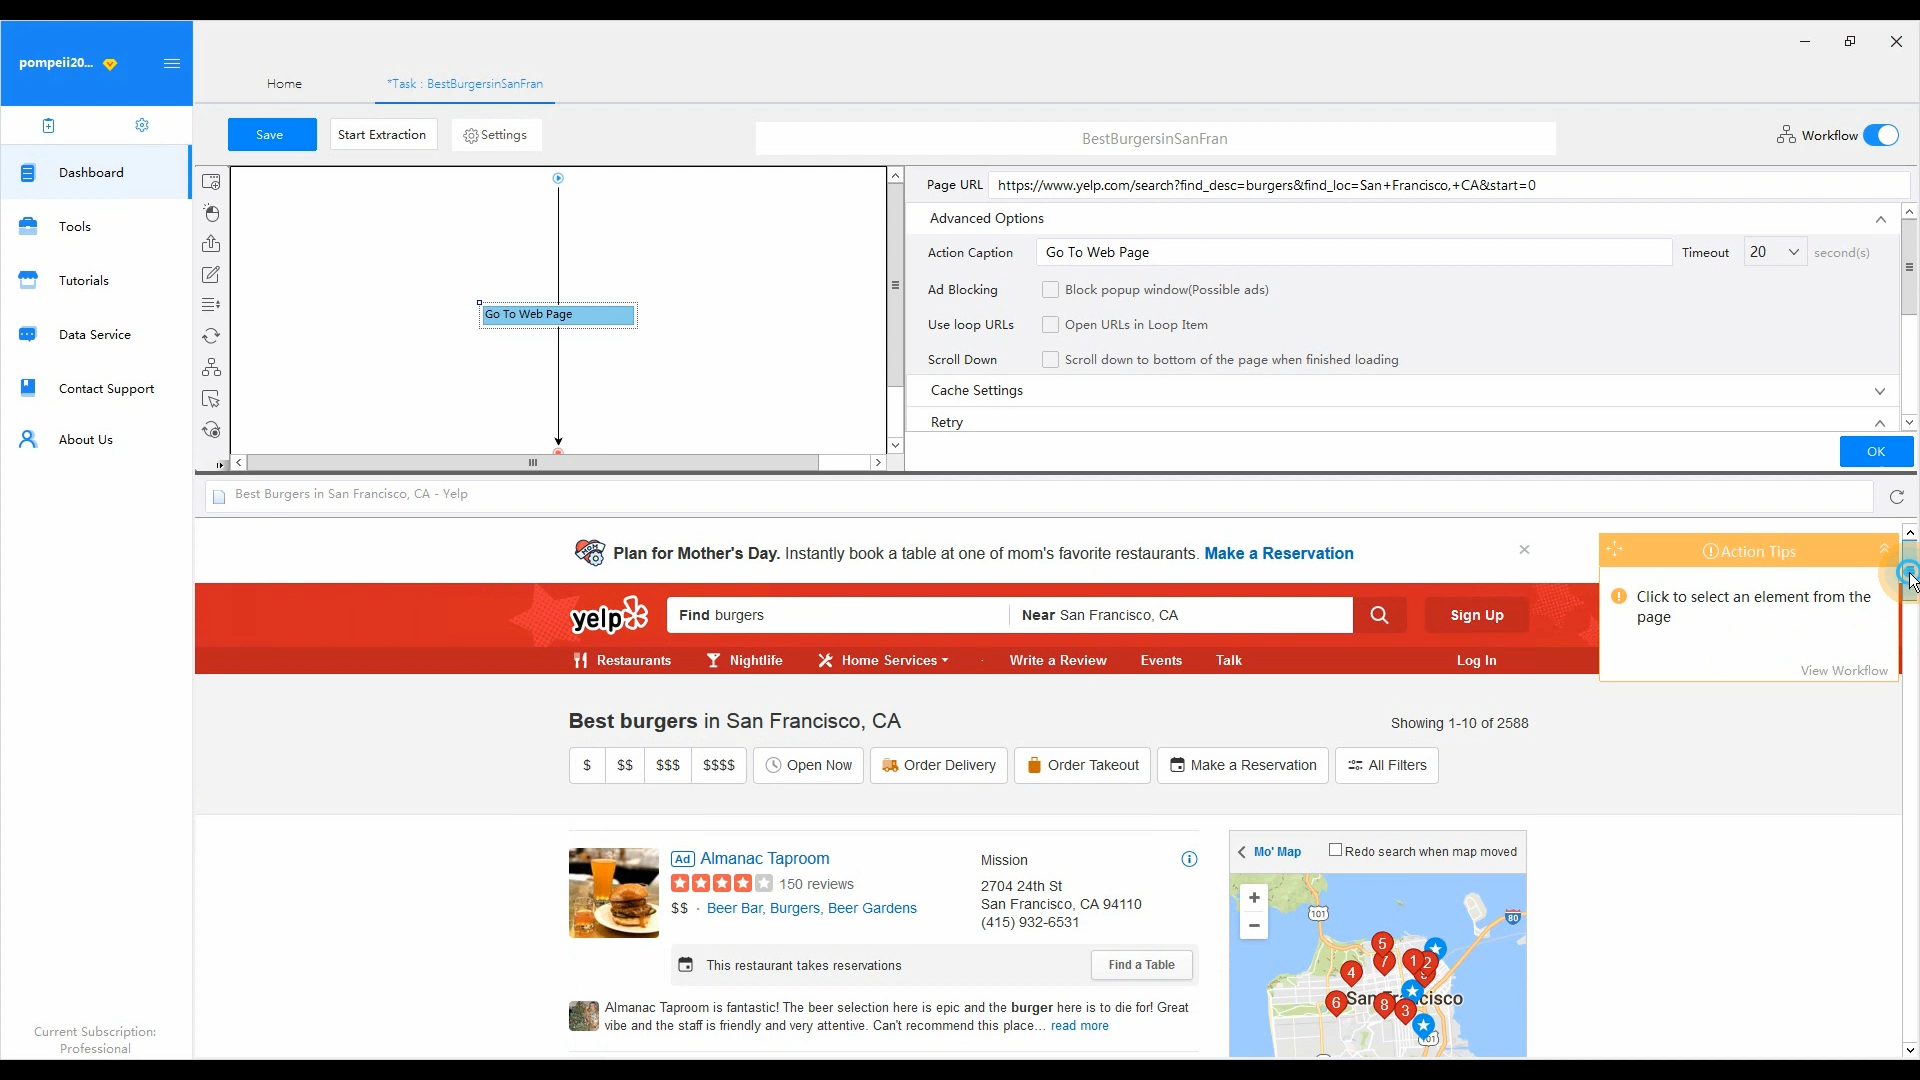 pompeii20...
Home
*Task : BestBurgersinSanFran
Save
Start Extraction
Settings
BestBurgersinSanFran
Workflow
Dashboard
Tools
Tutorials
Data Service
Contact Support
About Us
Current Subscription:
Professional
Go To Web Page
Page URL https://www.yelp.com/search?find_desc=burgers&find_loc=San+Francisco,+CA&start=0
Advanced Options
Action Caption Go To Web Page Timeout 20 second(s)
Ad Blocking Block popup window(Possible ads)
Use loop URLs Open URLs in Loop Item
Scroll Down Scroll down to bottom of the page when finished loading
Cache Settings
Retry
OK
Best Burgers in San Francisco, CA - Yelp
Plan for Mother's Day. Instantly book a table at one of mom's favorite restaurants. Make a Reservation
Action Tips
Click to select an element from the
page
View Workflow
yelp
Find burgers
Near San Francisco, CA
Sign Up
Restaurants Nightlife Home Services Write a Review Events Talk Log In
Best burgers in San Francisco, CA
Showing 1-10 of 2588
$ $$ $$$ $$$$ Open Now Order Delivery Order Takeout Make a Reservation All Filters
Ad Almanac Taproom
150 reviews
$$ · Beer Bar, Burgers, Beer Gardens
Mission
2704 24th St
San Francisco, CA 94110
(415) 932-6531
This restaurant takes reservations
Find a Table
Almanac Taproom is fantastic! The beer selection here is epic and the burger here is to die for! Great
vibe and the staff is friendly and very attentive. Can't recommend this place... read more
Mo' Map
Redo search when map moved
+
−
101
80
5
7
1
2
4
6
8
3
101